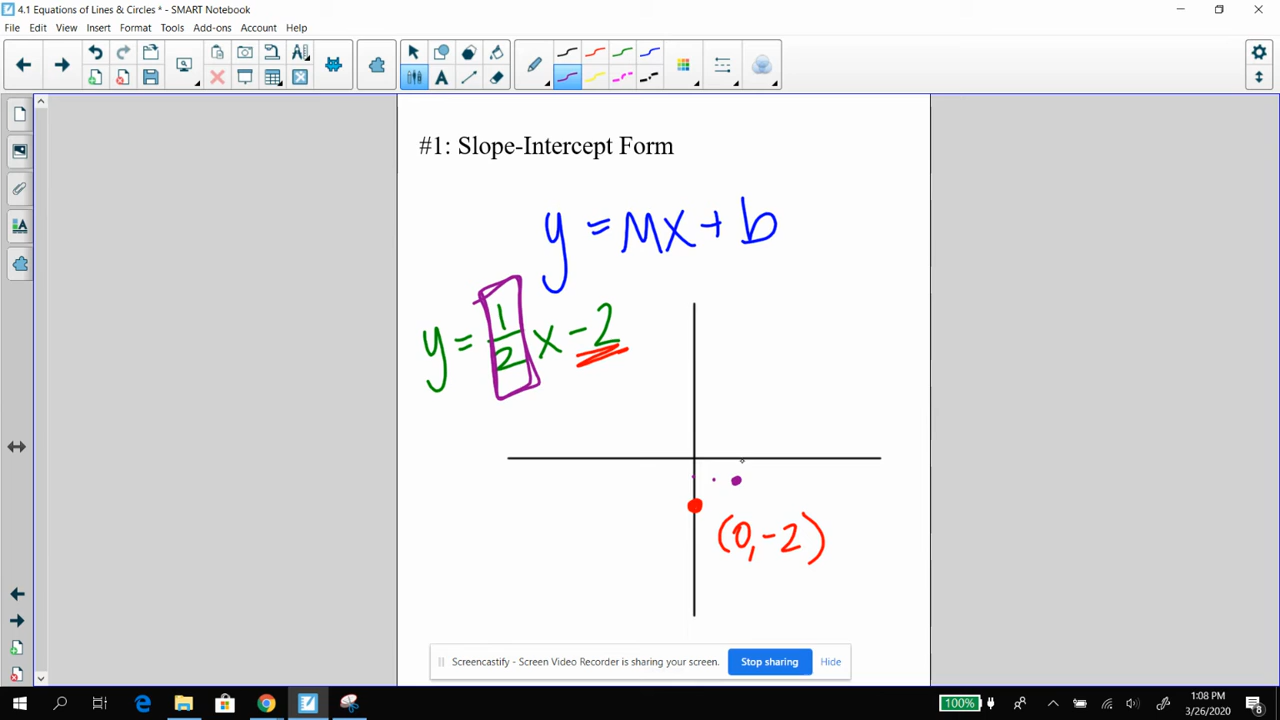 4.1 Equations of Lines & Circles * - SMART Notebook
File Edit View Insert Format Tools Add-ons Account Help
#1: Slope-Intercept Form
y = mx + b
y = 1/2 x - 2
(0, -2)
Screencastify - Screen Video Recorder is sharing your screen. Stop sharing Hide
100% 1:08 PM
3/26/2020 8